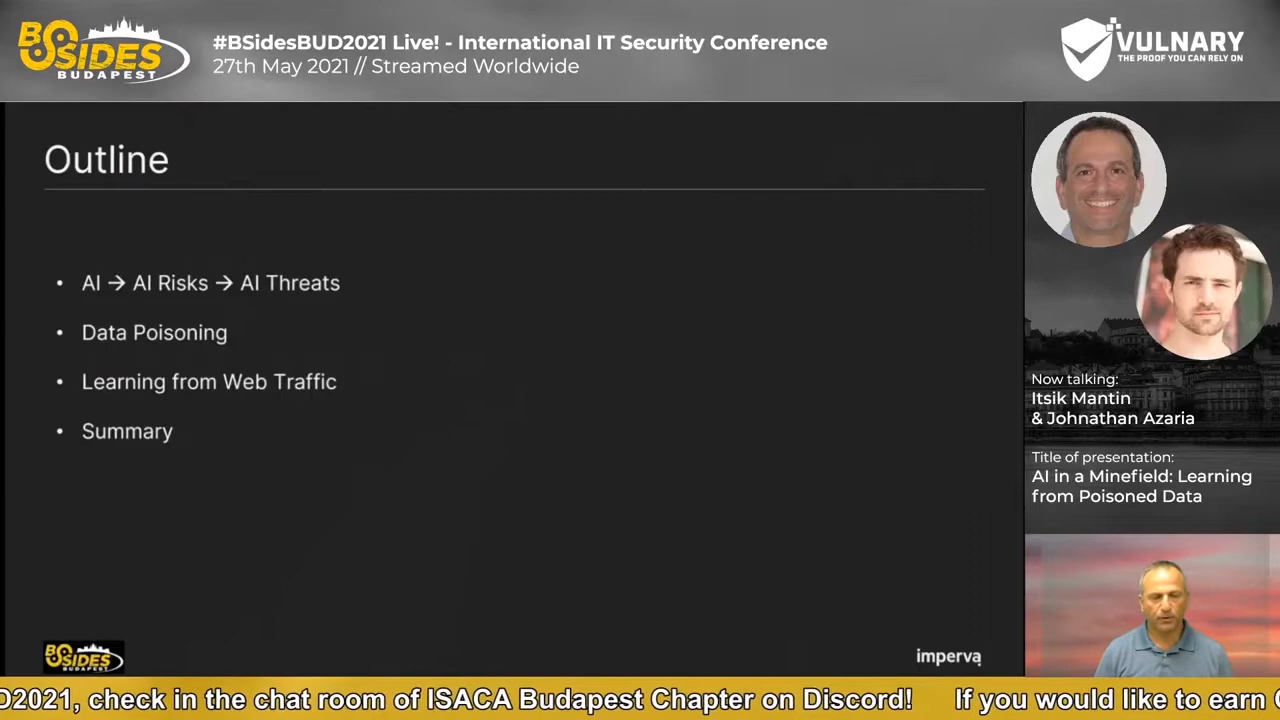 BSIDES
BUDAPEST
#BSidesBUD2021 Live! - International IT Security Conference
27th May 2021 // Streamed Worldwide
VULNARY
THE PROOF YOU CAN RELY ON
Outline
• AI → AI Risks → AI Threats
• Data Poisoning
• Learning from Web Traffic
• Summary
BSIDES
BUDAPEST
imperva
Now talking:
Itsik Mantin
& Johnathan Azaria
Title of presentation:
AI in a Minefield: Learning
from Poisoned Data
D2021, check in the chat room of ISACA Budapest Chapter on Discord! If you would like to earn